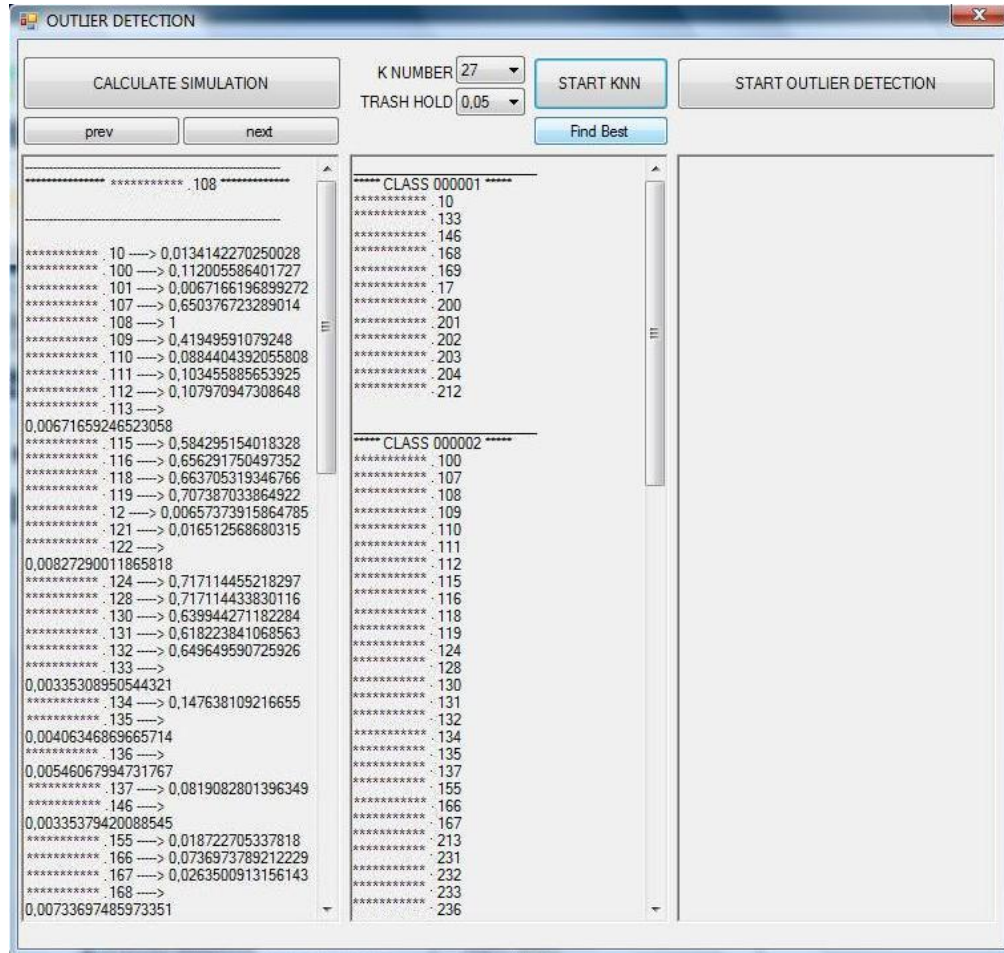 OUTLIER DETECTION
CALCULATE SIMULATION
K NUMBER 27
START KNN
START OUTLIER DETECTION
TRASH HOLD 0,05
prev
next
Find Best
*********** .108
*********** .10 ----> 0,0134142270250028
*********** .100 ----> 0,112005586401727
*********** .101 ----> 0,0067166196899272
*********** .107 ----> 0,650376723289014
*********** .108 ----> 1
*********** .109 ----> 0,41949591079248
*********** .110 ----> 0,0884404392055808
*********** .111 ----> 0,103455885653925
*********** .112 ----> 0,107970947308648
*********** .113 ---->
0,00671659246523058
*********** .115 ----> 0,584295154018328
*********** .116 ----> 0,656291750497352
*********** .118 ----> 0,663705319346766
*********** .119 ----> 0,707387033864922
*********** .12 ----> 0,00657373915864785
*********** .121 ----> 0,016512568680315
*********** .122 ---->
0,00827290011865818
*********** .124 ----> 0,717114455218297
*********** .128 ----> 0,717114433830116
*********** .130 ----> 0,639944271182284
*********** .131 ----> 0,618223841068563
*********** .132 ----> 0,649649590725926
*********** .133 ---->
0,00335308950544321
*********** .134 ----> 0,147638109216655
*********** .135 ---->
0,00406346869665714
*********** .136 ---->
0,00546067994731767
*********** .137 ----> 0,0819082801396349
*********** .146 ---->
0,00335379420088545
*********** .155 ----> 0,018722705337818
*********** .166 ----> 0,0736973789212229
*********** .167 ----> 0,0263500913156143
*********** .168 ---->
0,00733697485973351
***** CLASS 000001 *****
*********** .10
*********** .133
*********** .146
*********** .168
*********** .169
*********** .17
*********** .200
*********** .201
*********** .202
*********** .203
*********** .204
*********** .212
***** CLASS 000002 *****
*********** .100
*********** .107
*********** .108
*********** .109
*********** .110
*********** .111
*********** .112
*********** .115
*********** .116
*********** .118
*********** .119
*********** .124
*********** .128
*********** .130
*********** .131
*********** .132
*********** .134
*********** .135
*********** .137
*********** .155
*********** .166
*********** .167
*********** .213
*********** .231
*********** .232
*********** .233
*********** .236